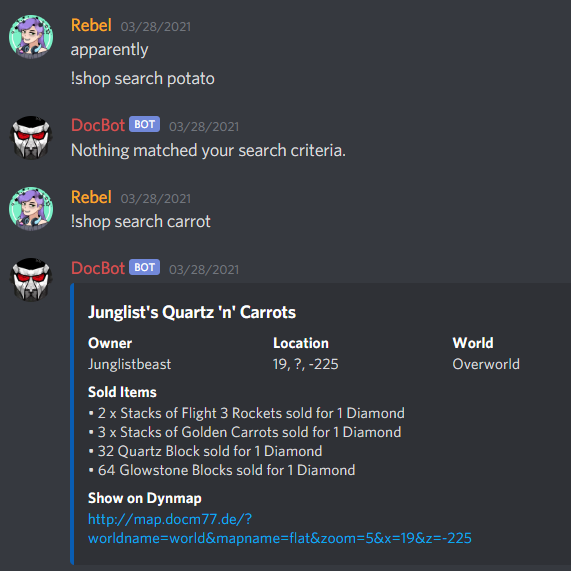 Rebel 03/28/2021
apparently
!shop search potato
DocBot BOT 03/28/2021
Nothing matched your search criteria.
Rebel 03/28/2021
!shop search carrot
DocBot BOT 03/28/2021
Junglist's Quartz 'n' Carrots
Owner Location World
Junglistbeast 19, ?, -225 Overworld
Sold Items
• 2 x Stacks of Flight 3 Rockets sold for 1 Diamond
• 3 x Stacks of Golden Carrots sold for 1 Diamond
• 32 Quartz Block sold for 1 Diamond
• 64 Glowstone Blocks sold for 1 Diamond
Show on Dynmap
http://map.docm77.de/?
worldname=world&mapname=flat&zoom=5&x=19&z=-225